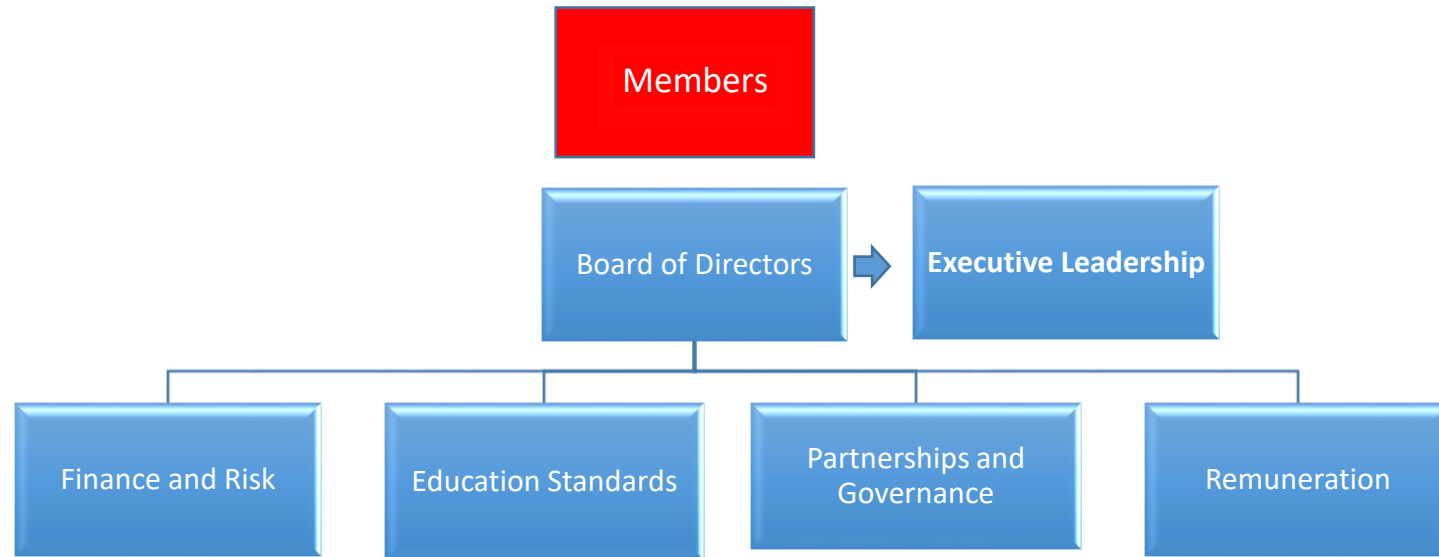 Members
Board of Directors
Executive Leadership
Finance and Risk
Education Standards
Partnerships and
Governance
Remuneration